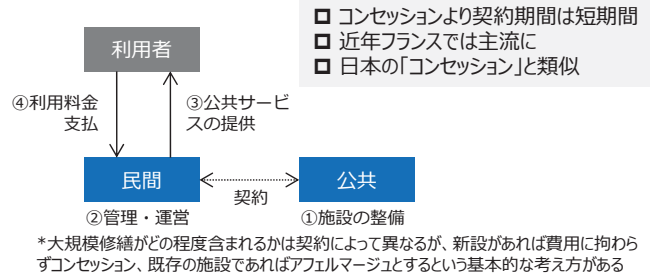 ❑ コンセッションより契約期間は短期間
❑ 近年フランスでは主流に
❑ 日本の「コンセッション」と類似
利用者
④利用料金
支払
③公共サービ
スの提供
民間
契約
公共
②管理・運営
①施設の整備
*大規模修繕がどの程度含まれるかは契約によって異なるが、新設があれば費用に拘わら
ずコンセッション、既存の施設であればアフェルマージュとするという基本的な考え方がある